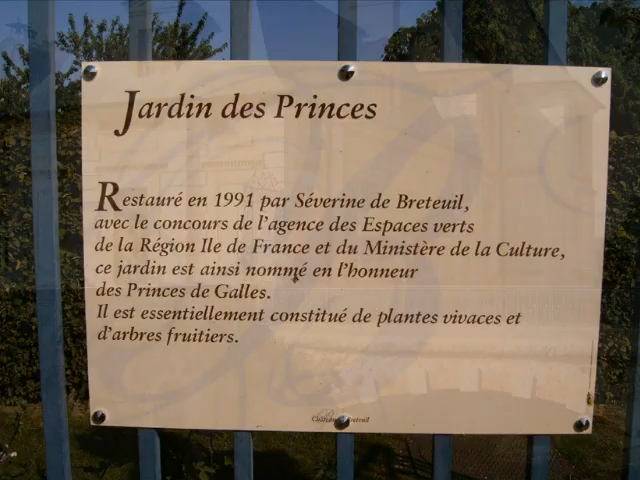 Jardin des Princes
Restauré en 1991 par Séverine de Breteuil,
avec le concours de l'agence des Espaces verts
de la Région Ile de France et du Ministère de la Culture,
ce jardin est ainsi nommé en l'honneur
des Princes de Galles.
Il est essentiellement constitué de plantes vivaces et
d'arbres fruitiers.